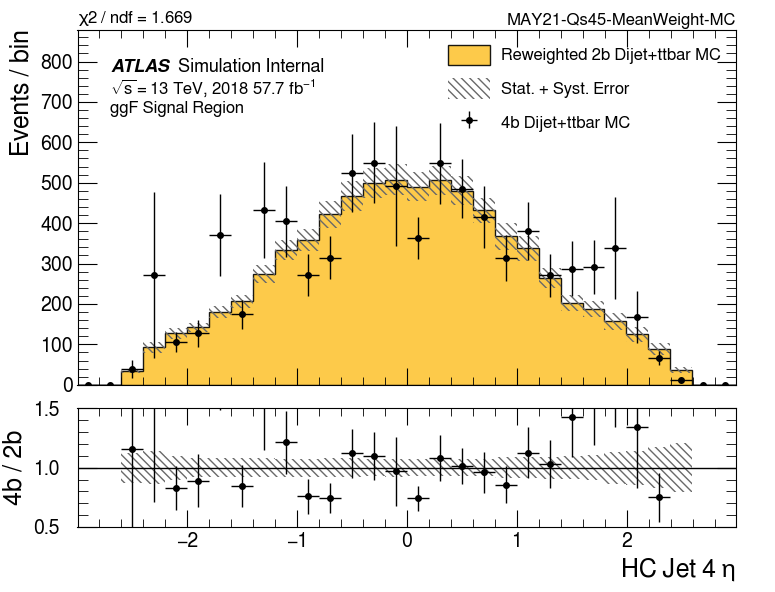 χ2 / ndf = 1.669
MAY21-Qs45-MeanWeight-MC
ATLAS Simulation Internal
√s = 13 TeV, 2018 57.7 fb⁻¹
ggF Signal Region
Reweighted 2b Dijet+ttbar MC
Stat. + Syst. Error
4b Dijet+ttbar MC
Events / bin
800
700
600
500
400
300
200
100
0
4b / 2b
1.5
1.0
0.5
−2 −1 0 1 2
HC Jet 4 η